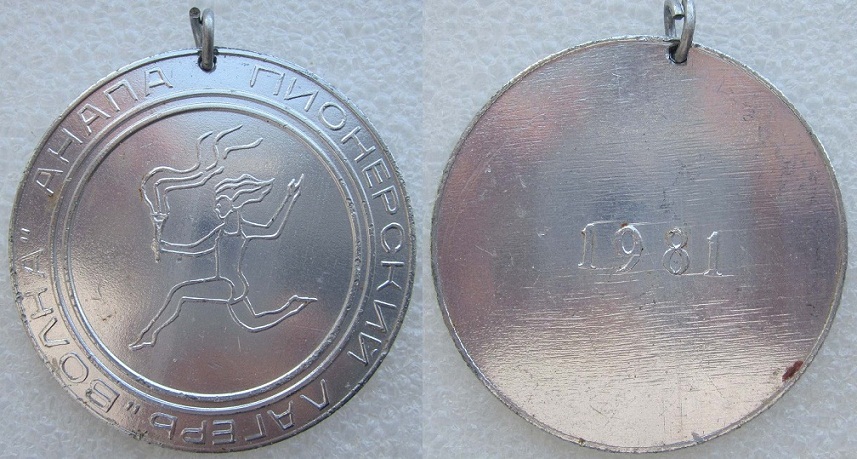 ПИОНЕРСКИЙ ЛАГЕРЬ "ВОЛНА" АНАПА
1981